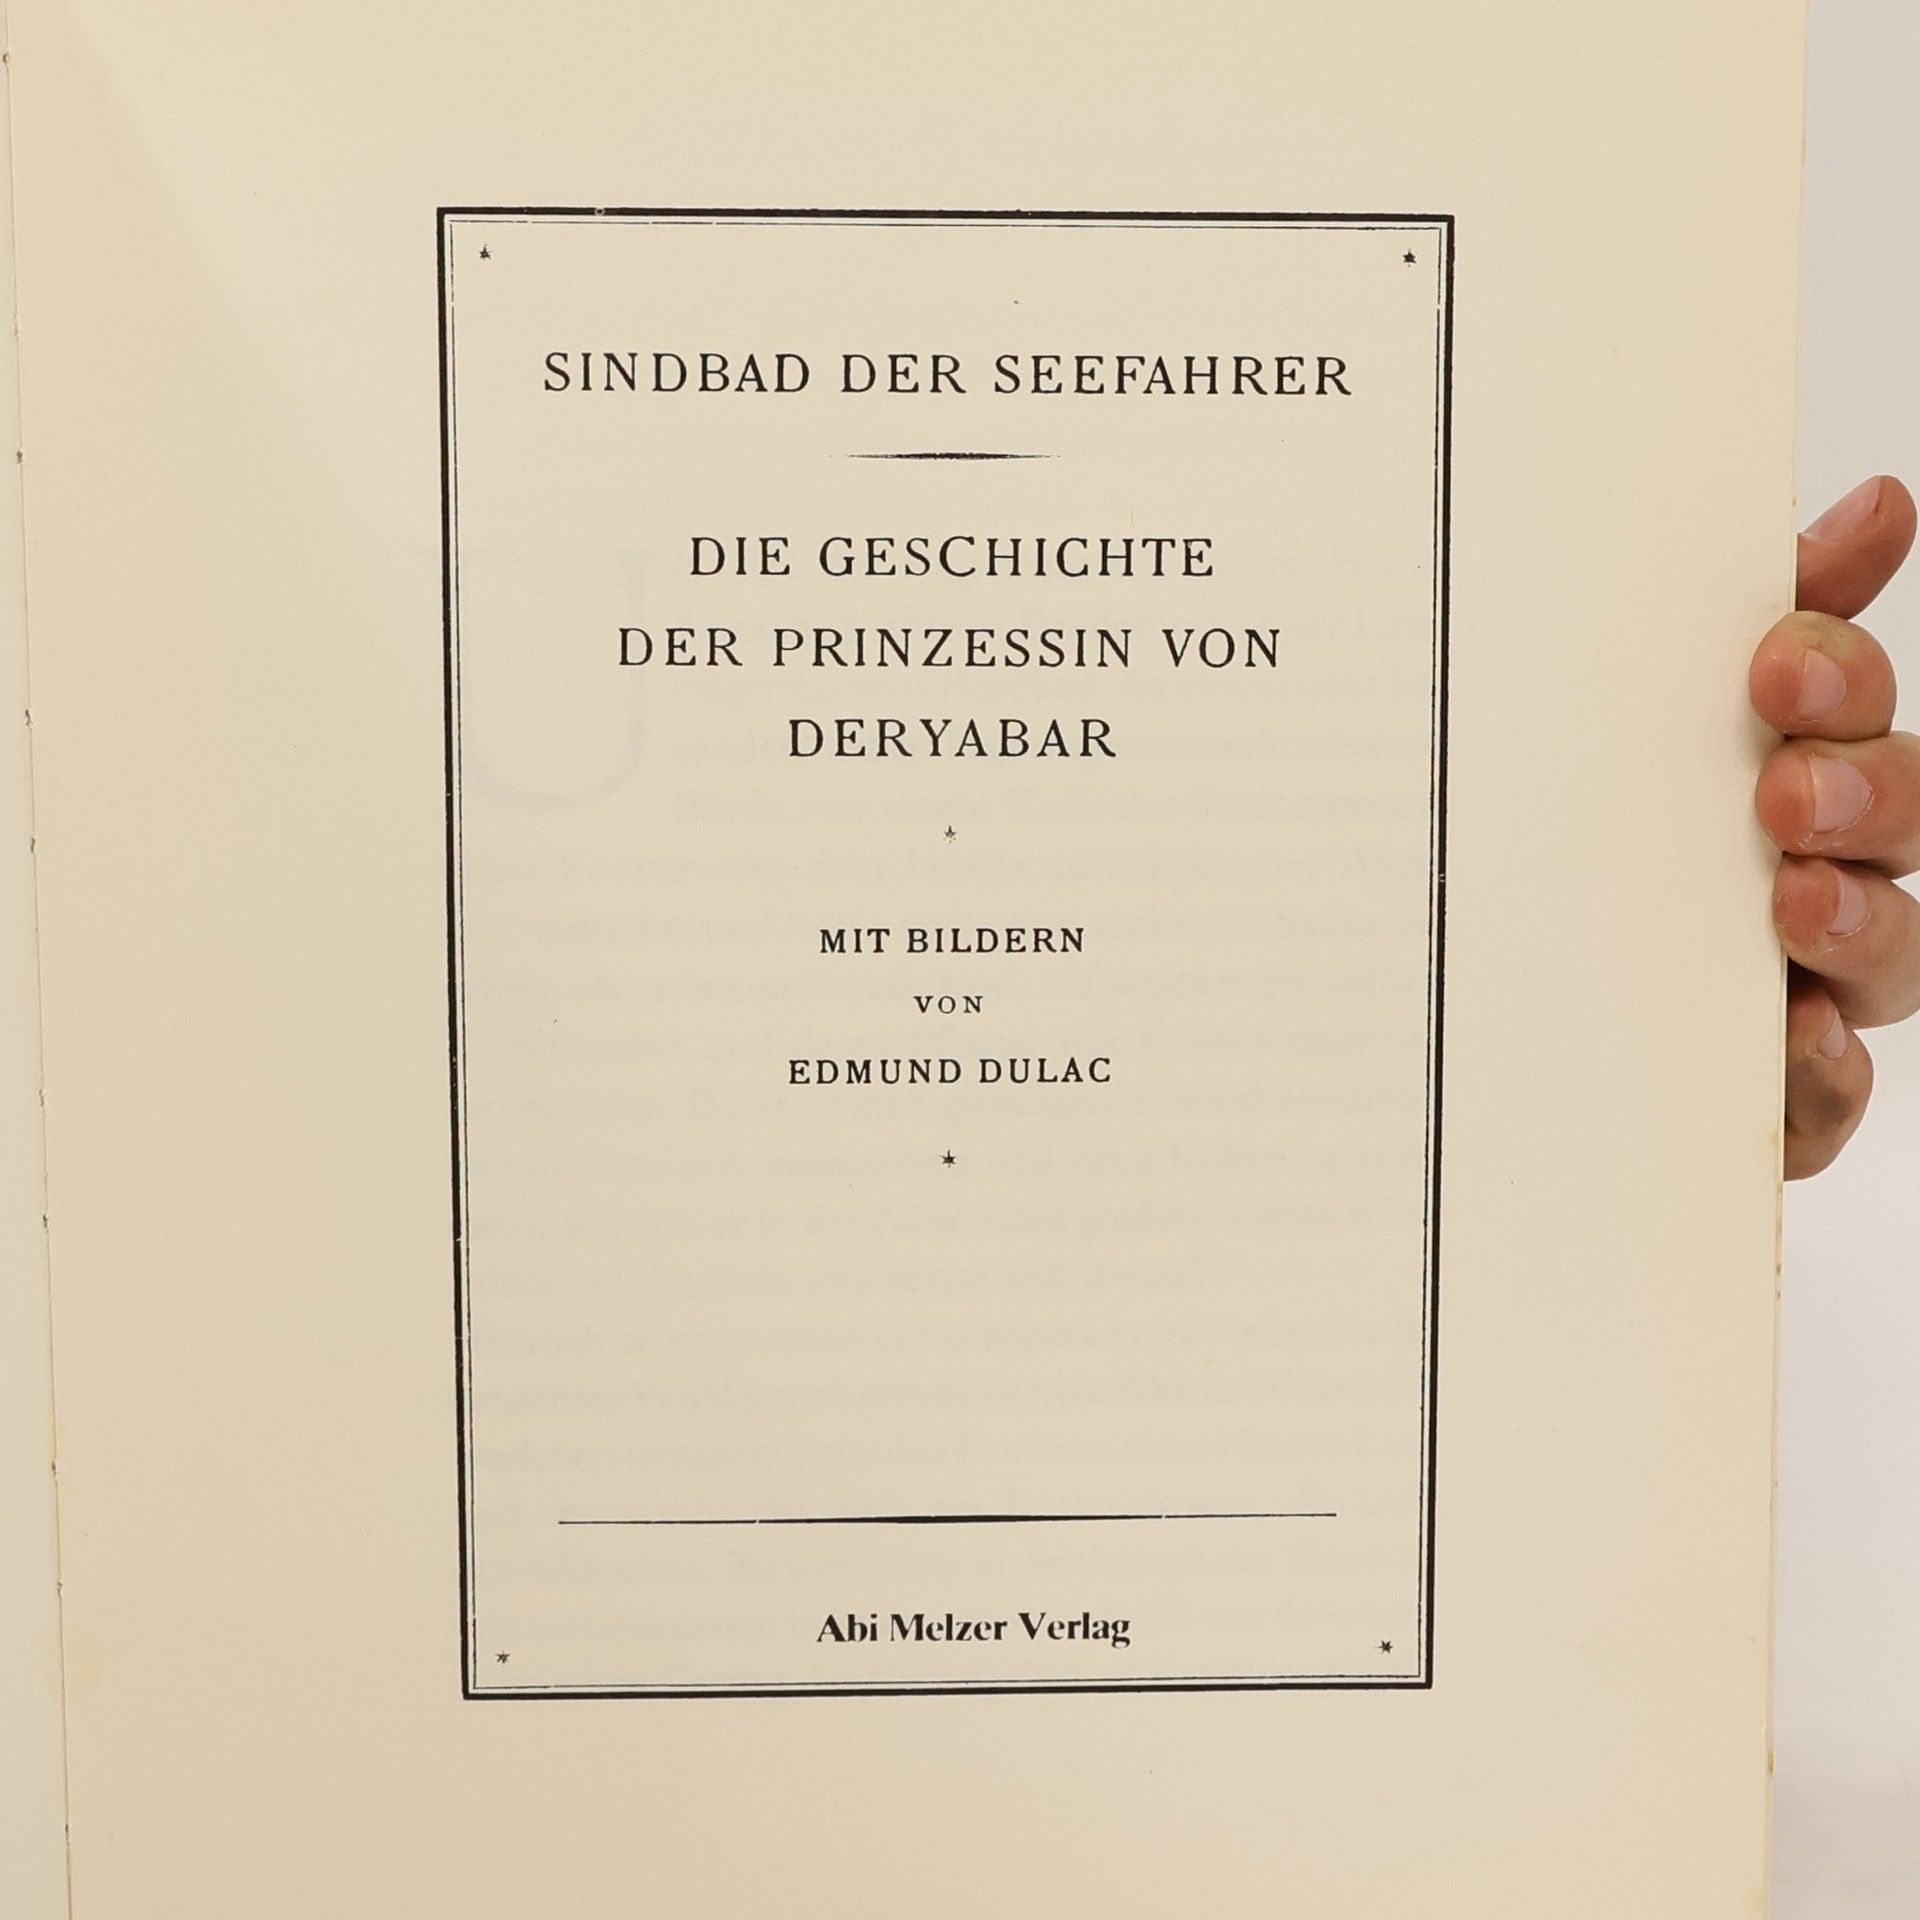 SINDBAD DER SEEFAHRER
DIE GESCHICHTE
DER PRINZESSIN VON
DERYABAR
MIT BILDERN
VON
EDMUND DULAC
Abi Melzer Verlag